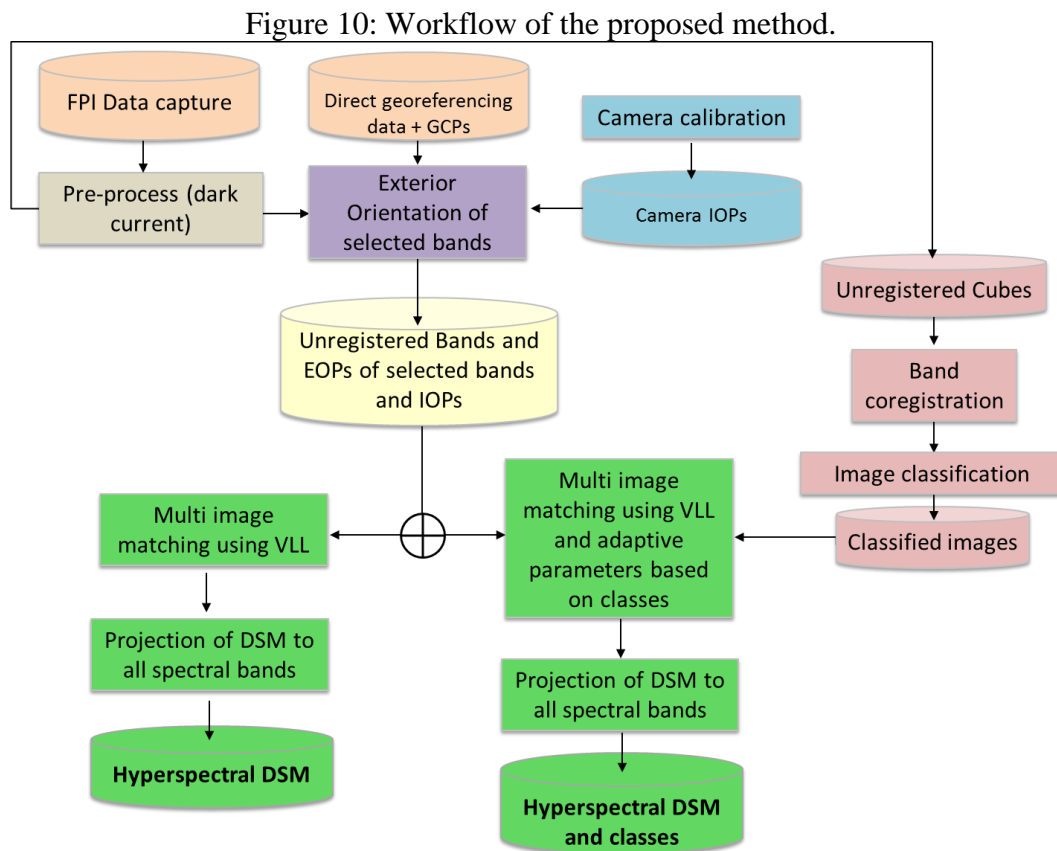 Figure 10: Workflow of the proposed method.
FPI Data capture
Direct georeferencing
data + GCPs
Camera calibration
Pre-process (dark
current)
Exterior
Orientation of
selected bands
Camera IOPs
Unregistered Cubes
Unregistered Bands and
EOPs of selected bands
and IOPs
Band
coregistration
Image classification
Multi image
matching using VLL
Multi image
matching using VLL
and adaptive
parameters based
on classes
Classified images
Projection of DSM to
all spectral bands
Projection of DSM to
all spectral bands
Hyperspectral DSM
Hyperspectral DSM
and classes